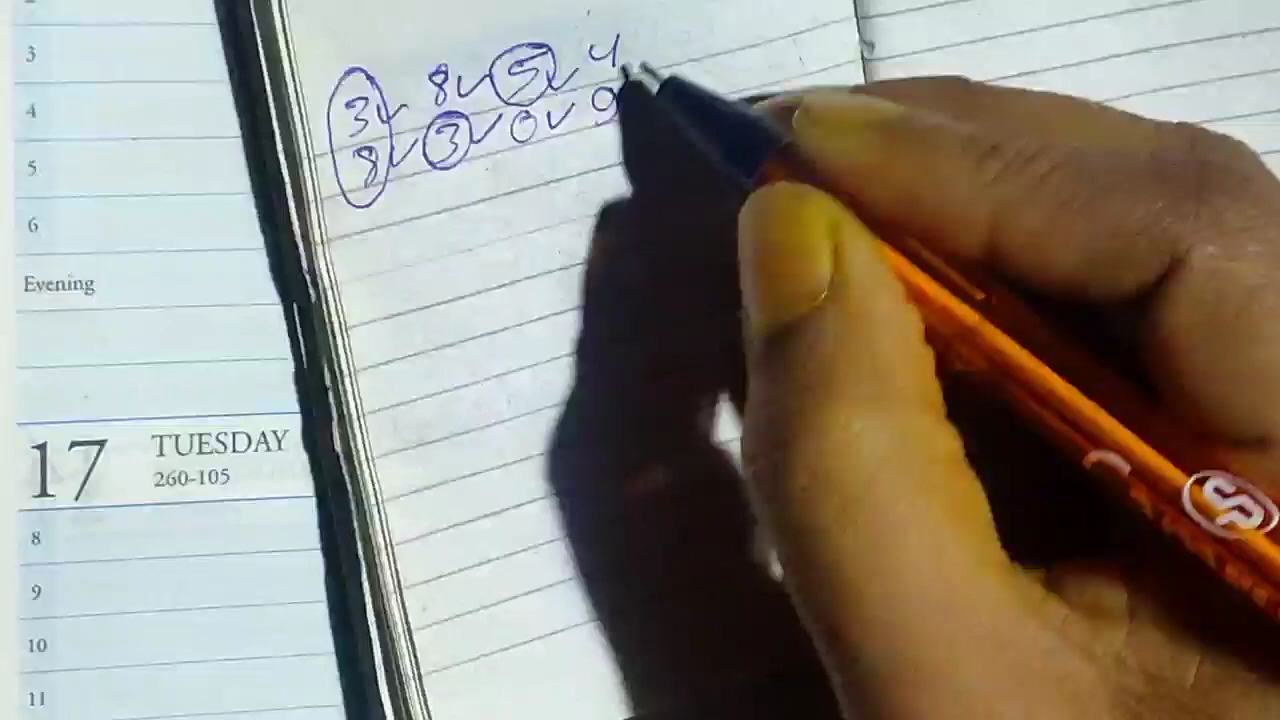 3
4
5
6
Evening
17 TUESDAY
260-105
8
9
10
11
3✓ 8✓ 5✓ 4
8✓ 3✓ 0✓ 9